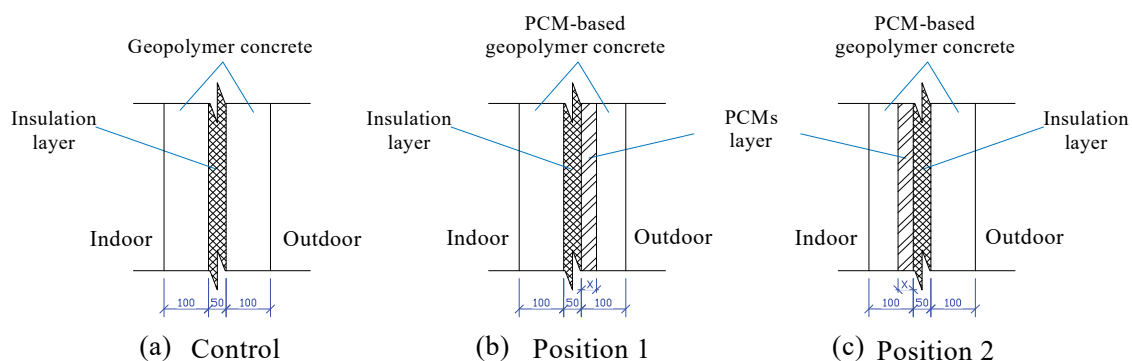 Geopolymer concrete
Insulation
layer
Indoor
Outdoor
100
50
100
(a) Control
PCM-based
geopolymer concrete
Insulation
layer
PCMs
layer
Indoor
Outdoor
X
100
50
100
(b) Position 1
PCM-based
geopolymer concrete
Insulation
layer
Indoor
Outdoor
X
100
50
100
(c) Position 2